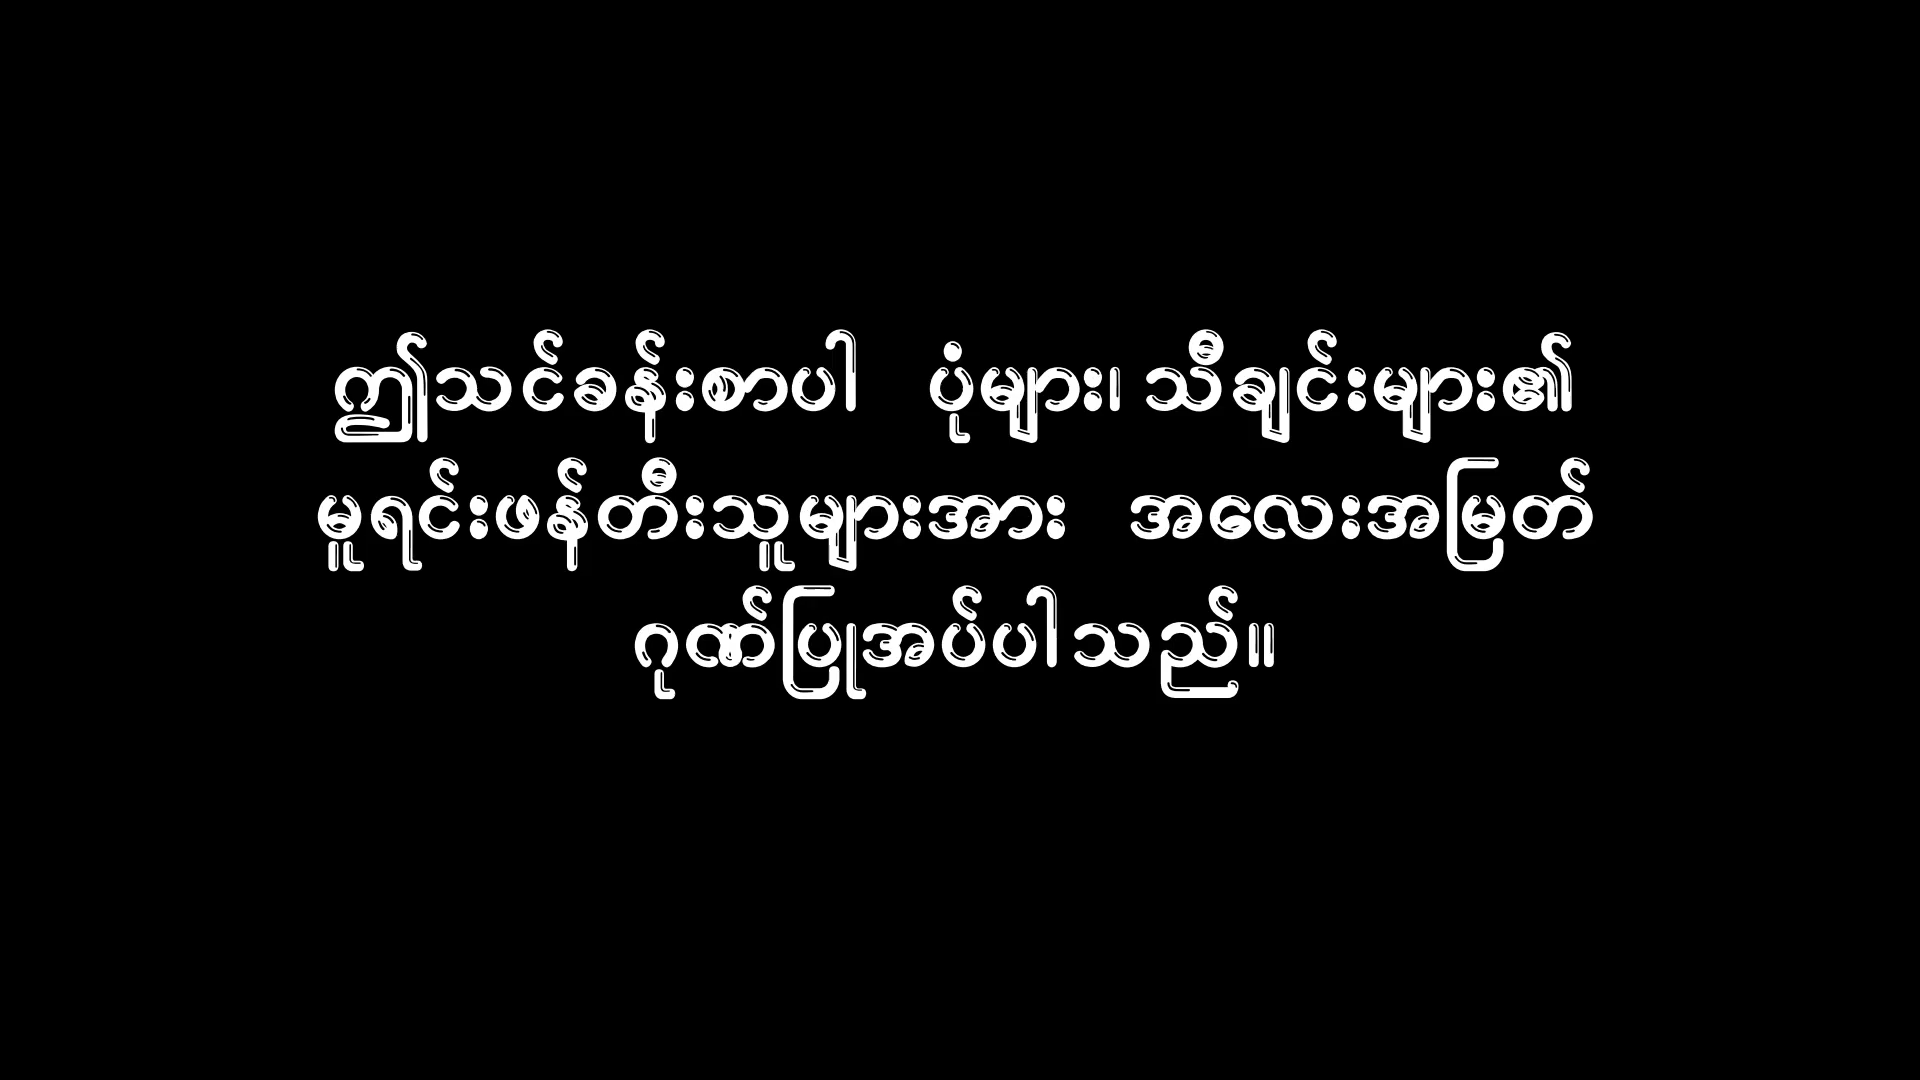 ဤသင်ခန်းစာပါ ပုံများ၊ သီချင်းများ၏
မူရင်းဖန်တီးသူများအား အလေးအမြတ်
ဂုဏ်ပြုအပ်ပါသည်။